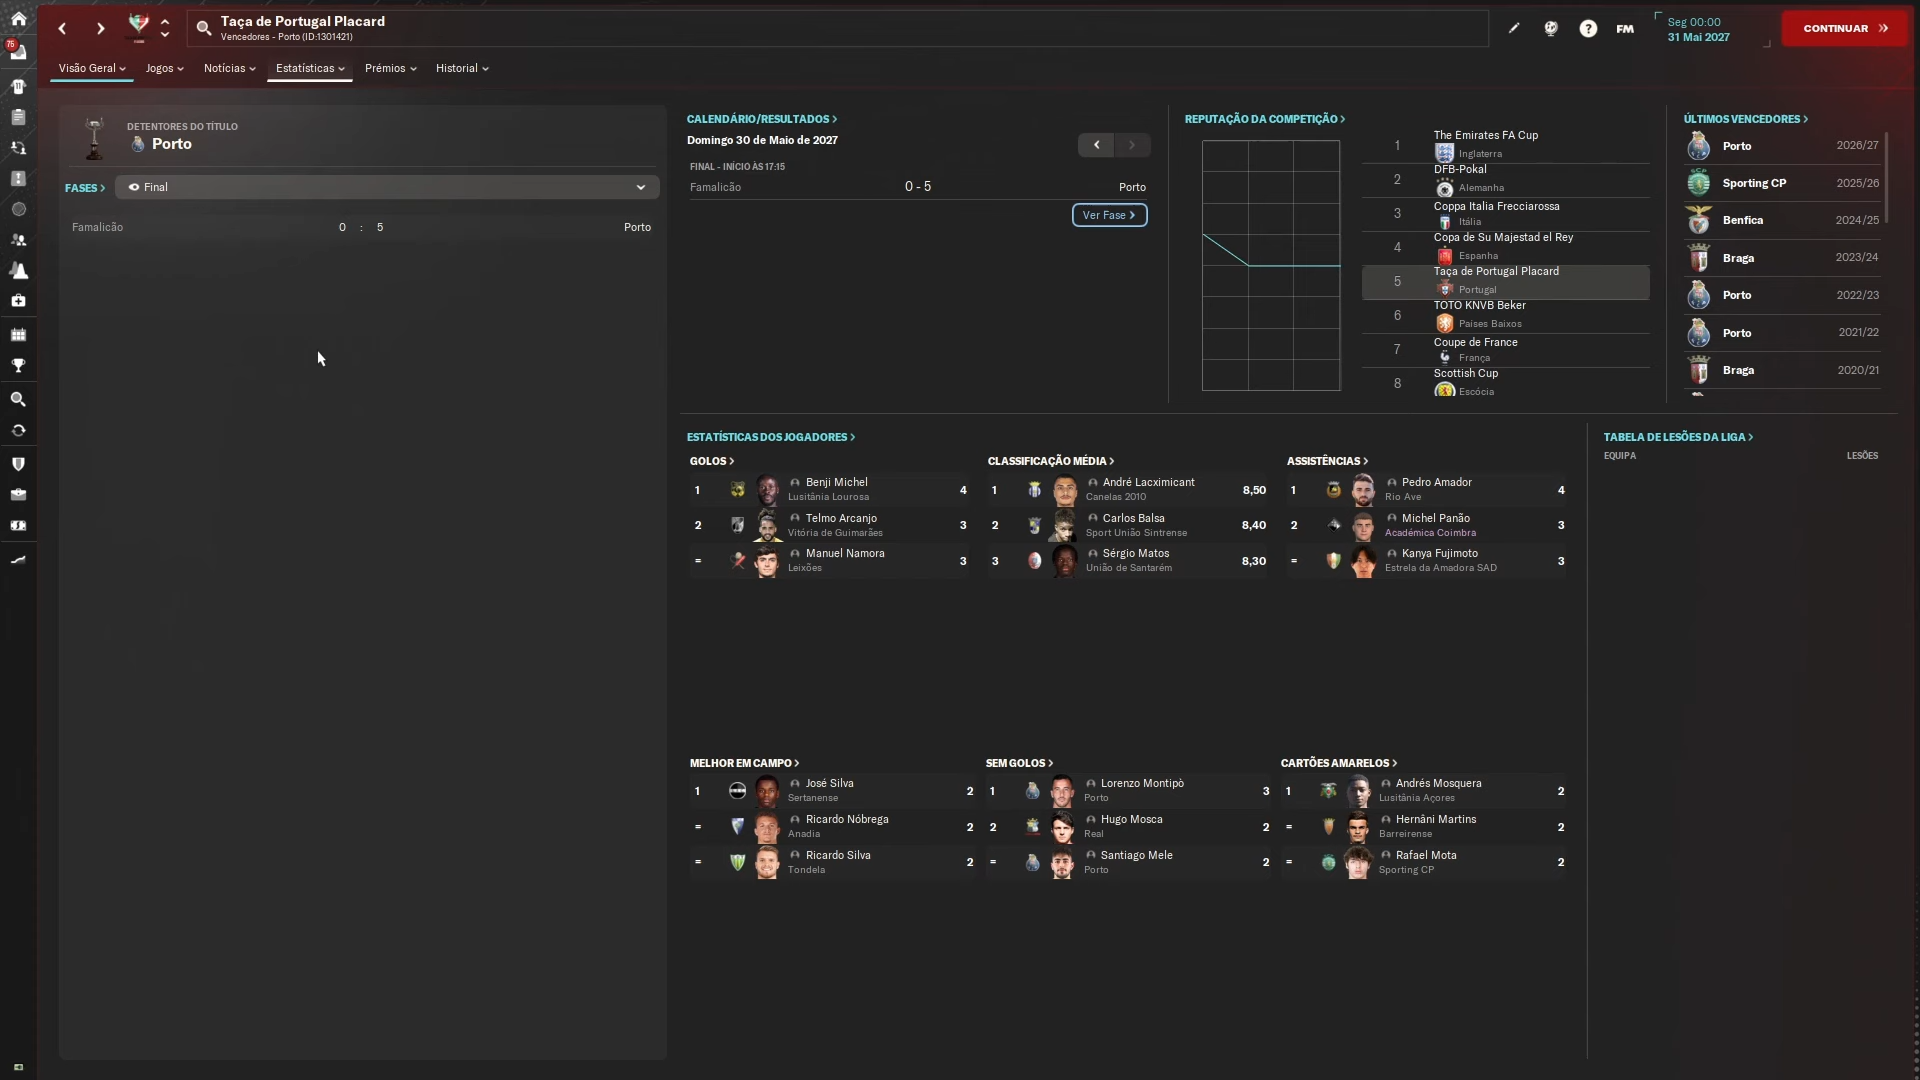 Taça de Portugal Placard
Vencedores - Porto (ID:1301421)
FM
Seg 00:00
31 Mai 2027
CONTINUAR
75
Visão Geral
Jogos
Notícias
Estatísticas
Prémios
Historial
DETENTORES DO TÍTULO
Porto
FASES
Final
Famalicão 0 : 5 Porto
CALENDÁRIO/RESULTADOS
Domingo 30 de Maio de 2027
FINAL - INÍCIO ÀS 17:15
Famalicão 0 - 5 Porto
Ver Fase
REPUTAÇÃO DA COMPETIÇÃO
1 The Emirates FA Cup
Inglaterra
2 DFB-Pokal
Alemanha
3 Coppa Italia Frecciarossa
Itália
4 Copa de Su Majestad el Rey
Espanha
5 Taça de Portugal Placard
Portugal
6 TOTO KNVB Beker
Países Baixos
7 Coupe de France
França
8 Scottish Cup
Escócia
ÚLTIMOS VENCEDORES
Porto 2026/27
Sporting CP 2025/26
Benfica 2024/25
Braga 2023/24
Porto 2022/23
Porto 2021/22
Braga 2020/21
ESTATÍSTICAS DOS JOGADORES
GOLOS
1 Benji Michel 4
Lusitânia Lourosa
2 Telmo Arcanjo 3
Vitória de Guimarães
= Manuel Namora 3
Leixões
CLASSIFICAÇÃO MÉDIA
1 André Lacximicant 8,50
Canelas 2010
2 Carlos Balsa 8,40
Sport União Sintrense
3 Sérgio Matos 8,30
União de Santarém
ASSISTÊNCIAS
1 Pedro Amador 4
Rio Ave
2 Michel Panão 3
Académica Coimbra
= Kanya Fujimoto 3
Estrela da Amadora SAD
MELHOR EM CAMPO
1 José Silva 2
Sertanense
= Ricardo Nóbrega 2
Anadia
= Ricardo Silva 2
Tondela
SEM GOLOS
1 Lorenzo Montipò 3
Porto
2 Hugo Mosca 2
Real
= Santiago Mele 2
Porto
CARTÕES AMARELOS
1 Andrés Mosquera 2
Lusitânia Açores
= Hernâni Martins 2
Barreirense
= Rafael Mota 2
Sporting CP
TABELA DE LESÕES DA LIGA
EQUIPA LESÕES